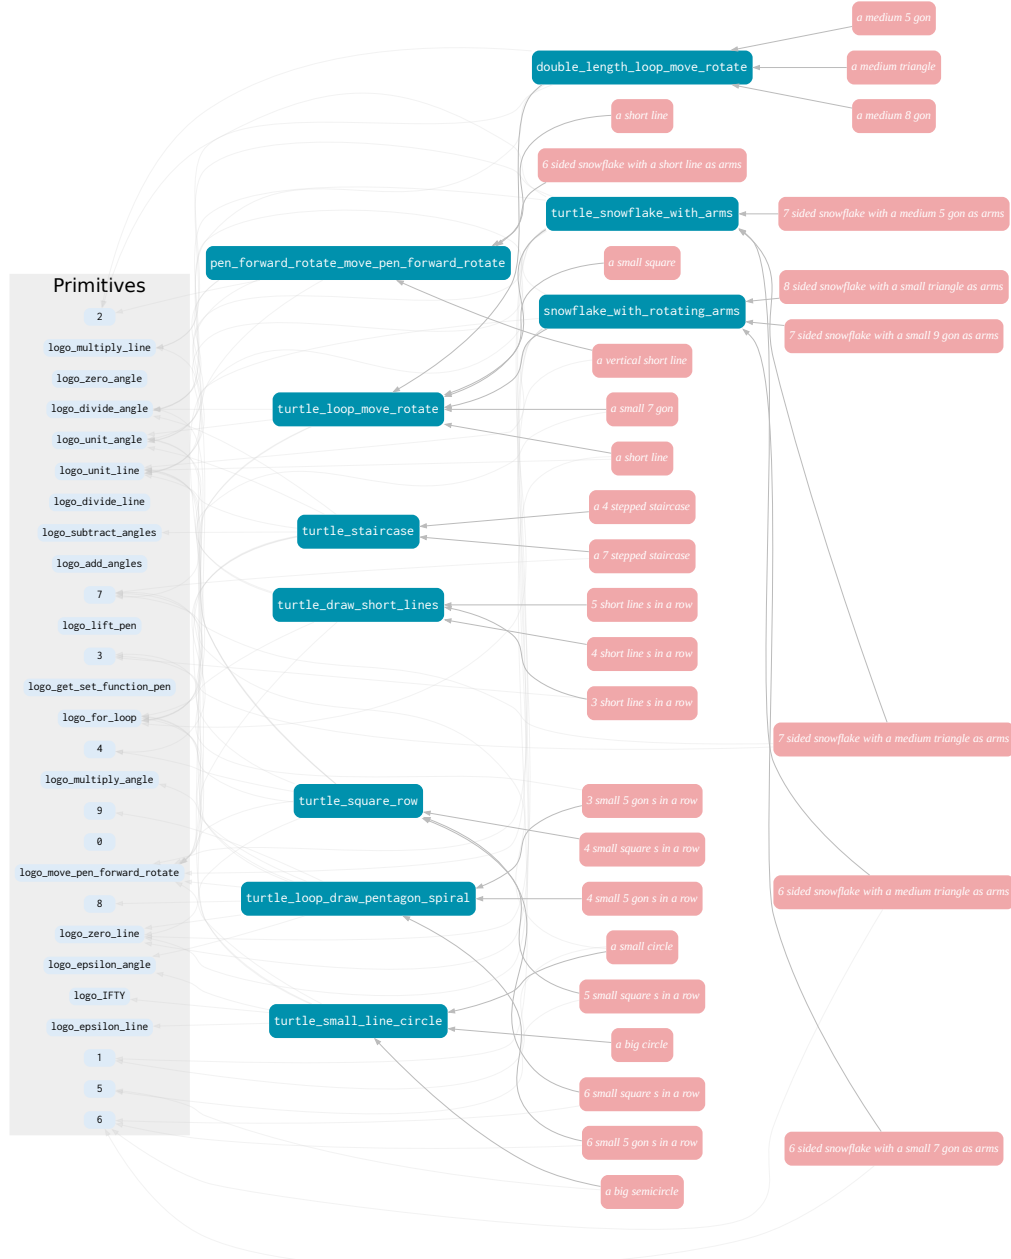 Primitives
2
logo_multiply_line
logo_zero_angle
logo_divide_angle
logo_unit_angle
logo_unit_line
logo_divide_line
logo_subtract_angles
logo_add_angles
7
logo_lift_pen
3
logo_get_set_function_pen
logo_for_loop
4
logo_multiply_angle
9
0
logo_move_pen_forward_rotate
8
logo_zero_line
logo_epsilon_angle
logo_IFTY
logo_epsilon_line
1
5
6
double_length_loop_move_rotate
turtle_snowflake_with_arms
pen_forward_rotate_move_pen_forward_rotate
snowflake_with_rotating_arms
turtle_loop_move_rotate
turtle_staircase
turtle_draw_short_lines
turtle_square_row
turtle_loop_draw_pentagon_spiral
turtle_small_line_circle
a short line
6 sided snowflake with a short line as arms
a small square
a vertical short line
a small 7 gon
a short line
a 4 stepped staircase
a 7 stepped staircase
5 short line s in a row
4 short line s in a row
3 short line s in a row
3 small 5 gon s in a row
4 small square s in a row
4 small 5 gon s in a row
a small circle
5 small square s in a row
a big circle
6 small square s in a row
6 small 5 gon s in a row
a big semicircle
a medium 5 gon
a medium triangle
a medium 8 gon
7 sided snowflake with a medium 5 gon as arms
8 sided snowflake with a small triangle as arms
7 sided snowflake with a small 9 gon as arms
7 sided snowflake with a medium triangle as arms
6 sided snowflake with a medium triangle as arms
6 sided snowflake with a small 7 gon as arms